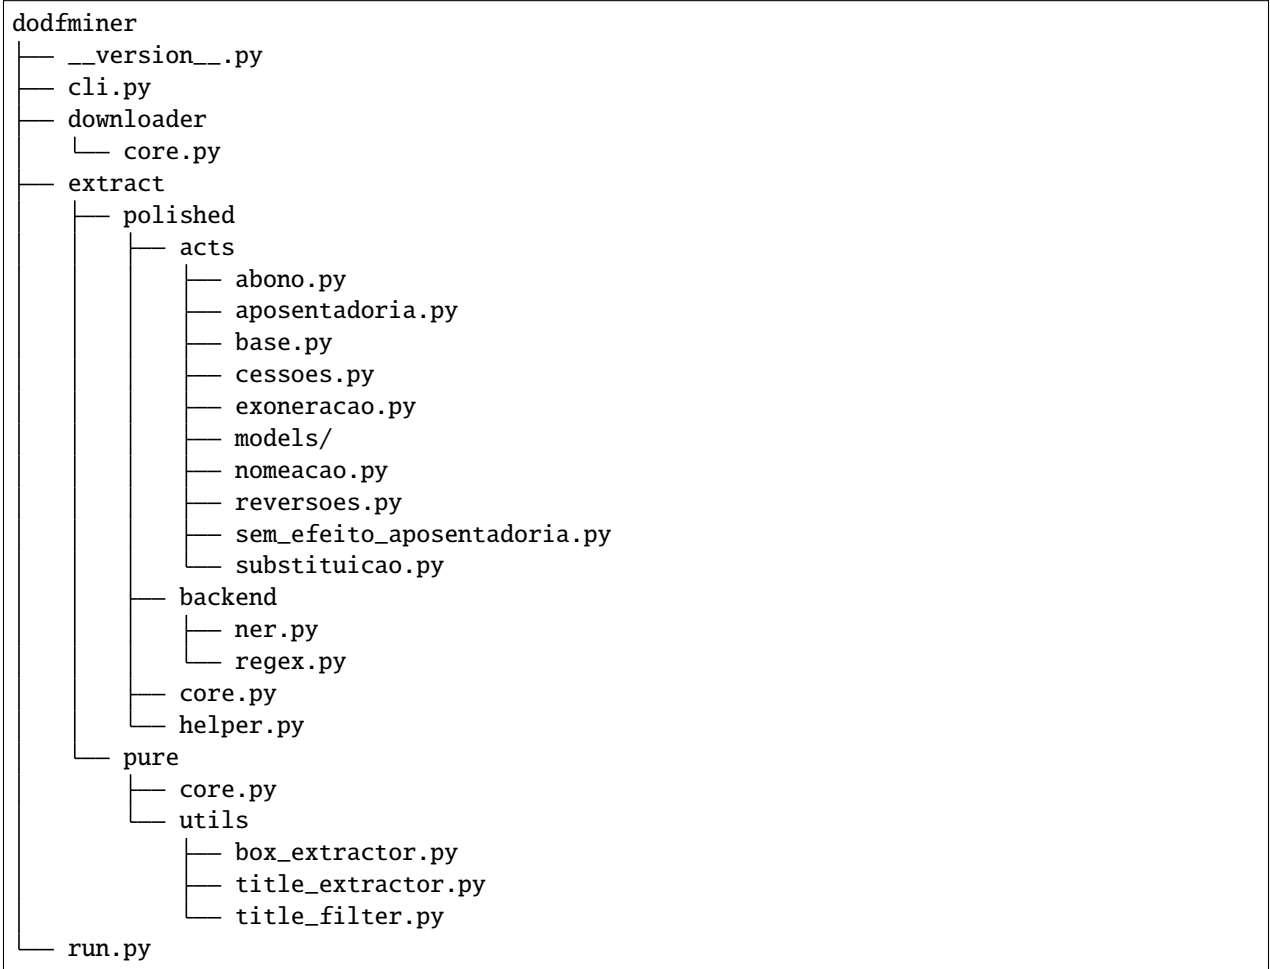 dodfminer
├── __version__.py
├── cli.py
├── downloader
│   └── core.py
├── extract
│   ├── polished
│   │   ├── acts
│   │   │   ├── abono.py
│   │   │   ├── aposentadoria.py
│   │   │   ├── base.py
│   │   │   ├── cessoes.py
│   │   │   ├── exoneracao.py
│   │   │   ├── models/
│   │   │   ├── nomeacao.py
│   │   │   ├── reversoes.py
│   │   │   ├── sem_efeito_aposentadoria.py
│   │   │   └── substituicao.py
│   │   ├── backend
│   │   │   ├── ner.py
│   │   │   └── regex.py
│   │   ├── core.py
│   │   └── helper.py
│   └── pure
│       ├── core.py
│       └── utils
│           ├── box_extractor.py
│           ├── title_extractor.py
│           └── title_filter.py
└── run.py